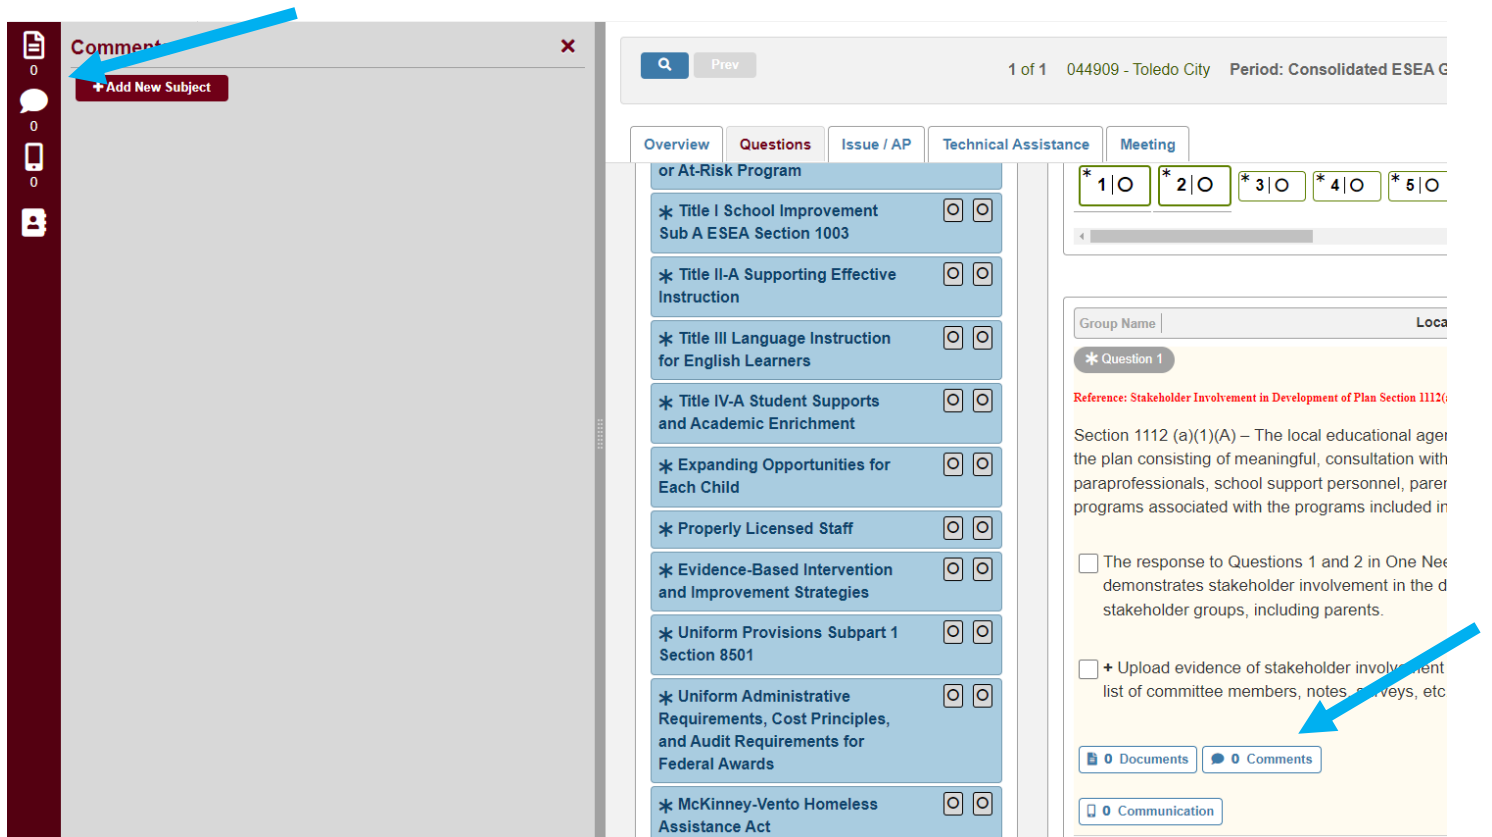 0
0
0
Comment
+ Add New Subject
Prev
1 of 1 044909 - Toledo City Period: Consolidated ESEA G
Overview Questions Issue / AP Technical Assistance Meeting
or At-Risk Program
* Title I School Improvement
Sub A ESEA Section 1003
* Title II-A Supporting Effective
Instruction
* Title III Language Instruction
for English Learners
* Title IV-A Student Supports
and Academic Enrichment
* Expanding Opportunities for
Each Child
* Properly Licensed Staff
* Evidence-Based Intervention
and Improvement Strategies
* Uniform Provisions Subpart 1
Section 8501
* Uniform Administrative
Requirements, Cost Principles,
and Audit Requirements for
Federal Awards
* McKinney-Vento Homeless
Assistance Act
* 1|O * 2|O * 3|O * 4|O * 5|O
Group Name Loca
* Question 1
Reference: Stakeholder Involvement in Development of Plan Section 1112(
Section 1112 (a)(1)(A) – The local educational ager
the plan consisting of meaningful, consultation with
paraprofessionals, school support personnel, parer
programs associated with the programs included in
The response to Questions 1 and 2 in One Nee
demonstrates stakeholder involvement in the d
stakeholder groups, including parents.
+ Upload evidence of stakeholder involvement
list of committee members, notes, surveys, etc
0 Documents 0 Comments
0 Communication